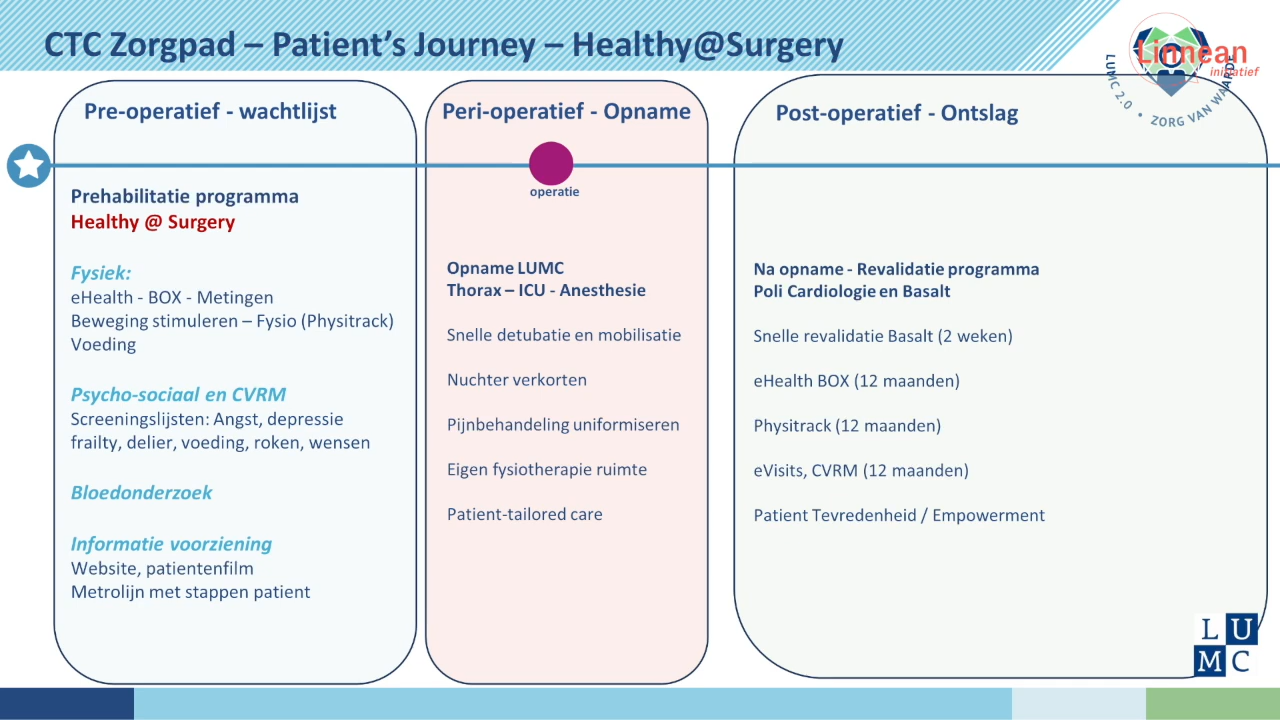 CTC Zorgpad – Patient's Journey – Healthy@Surgery
Linnean
initiatief
LUMC 2.0 • ZORG VAN WAARDE
Pre-operatief - wachtlijst
Prehabilitatie programma
Healthy @ Surgery
Fysiek:
eHealth - BOX - Metingen
Beweging stimuleren – Fysio (Physitrack)
Voeding
Psycho-sociaal en CVRM
Screeningslijsten: Angst, depressie
frailty, delier, voeding, roken, wensen
Bloedonderzoek
Informatie voorziening
Website, patientenfilm
Metrolijn met stappen patient
Peri-operatief - Opname
operatie
Opname LUMC
Thorax – ICU - Anesthesie
Snelle detubatie en mobilisatie
Nuchter verkorten
Pijnbehandeling uniformiseren
Eigen fysiotherapie ruimte
Patient-tailored care
Post-operatief - Ontslag
Na opname - Revalidatie programma
Poli Cardiologie en Basalt
Snelle revalidatie Basalt (2 weken)
eHealth BOX (12 maanden)
Physitrack (12 maanden)
eVisits, CVRM (12 maanden)
Patient Tevredenheid / Empowerment
L U
M C